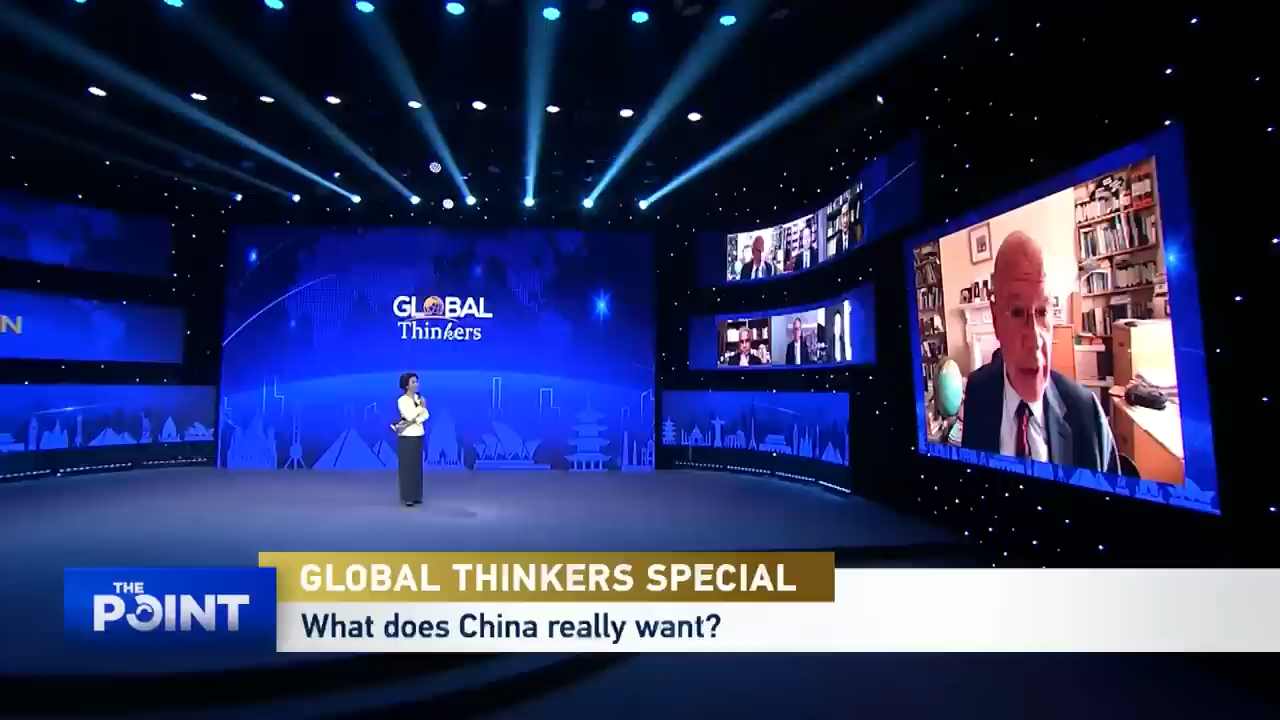 N
GLOBAL
Thinkers
GLOBAL THINKERS SPECIAL
THE
POINT
What does China really want?